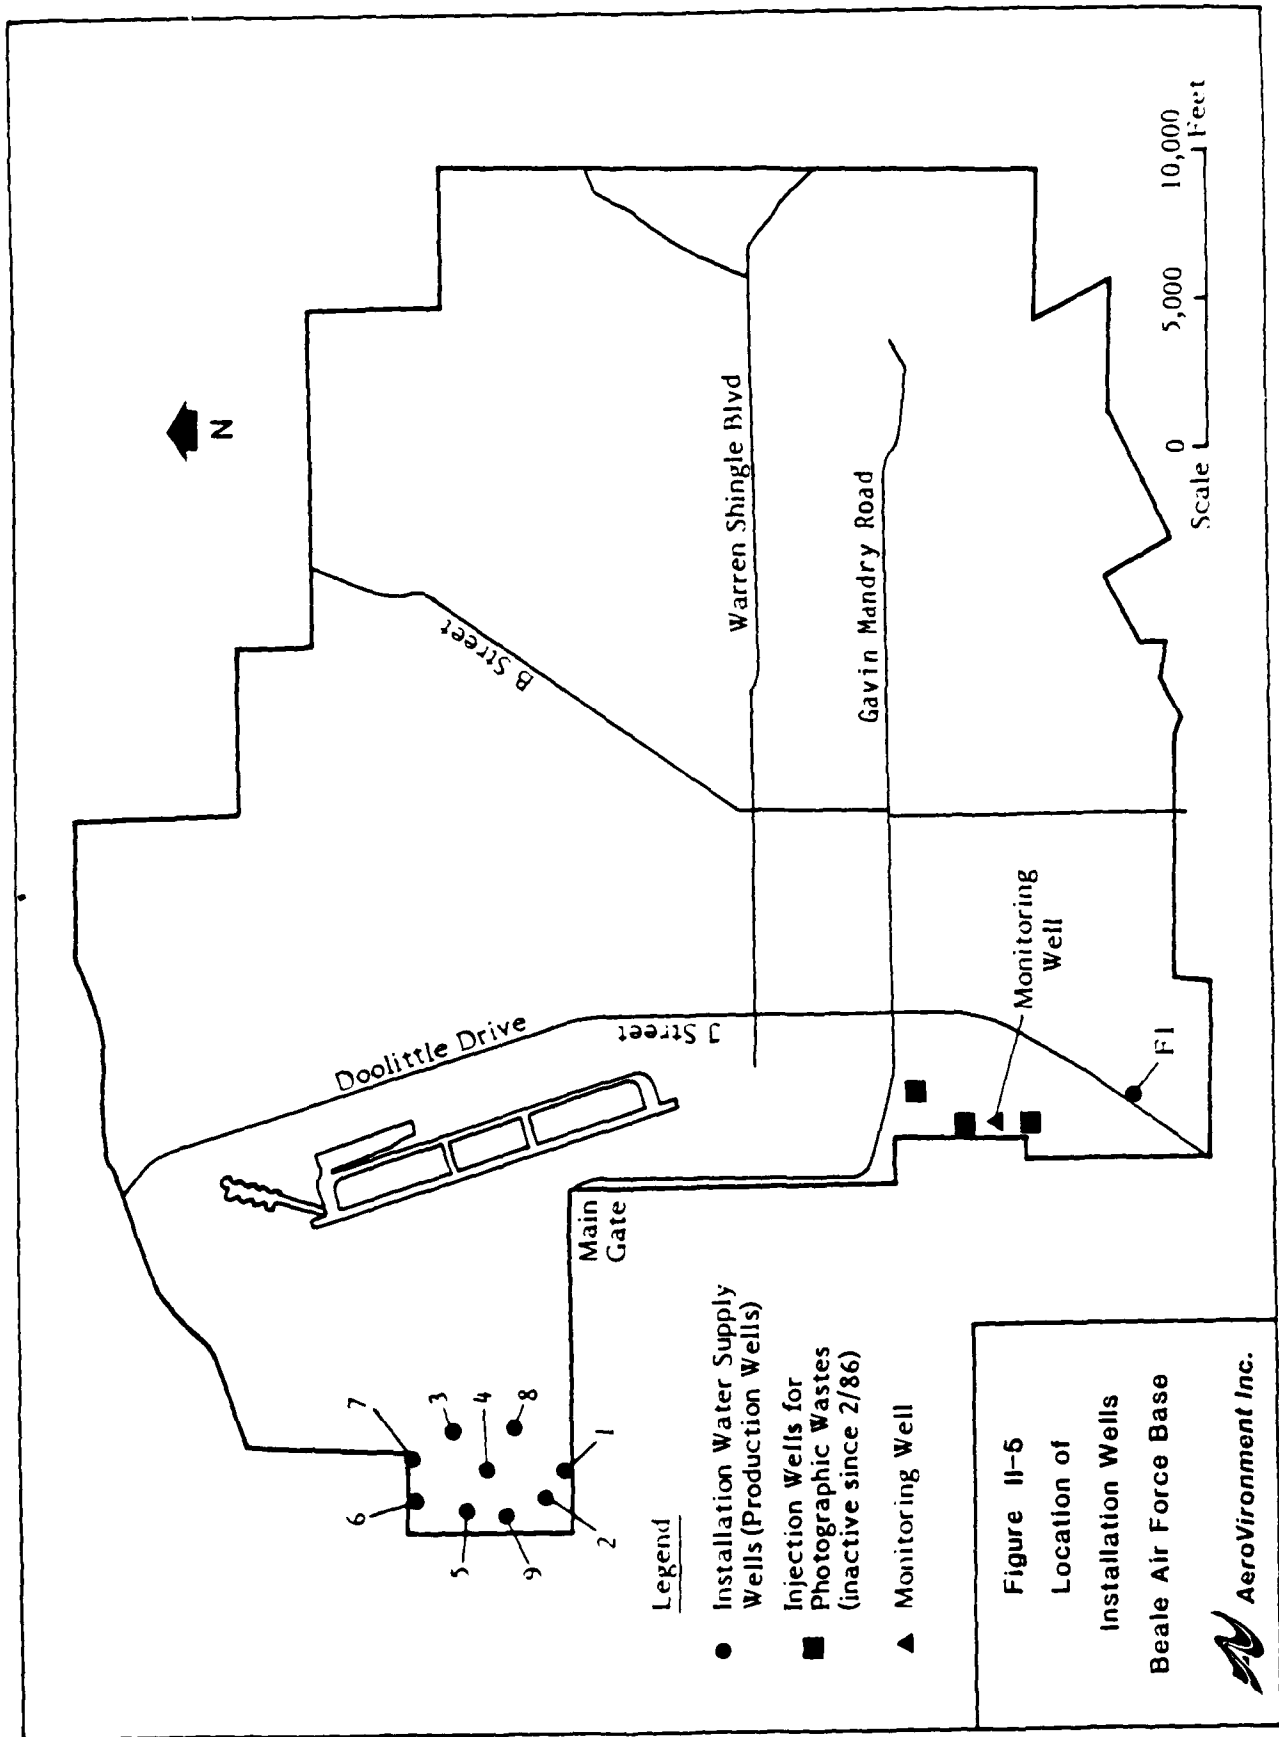 N
7
6
3
4
8
5
9
2
1
Doolittle Drive
B Street
J Street
Warren Shingle Blvd
Gavin Mandry Road
Main
Gate
Monitoring
Well
F1
Legend
Installation Water Supply
Wells (Production Wells)
Injection Wells for
Photographic Wastes
(inactive since 2/86)
Monitoring Well
0 5,000 10,000
Scale Feet
Figure II-5
Location of
Installation Wells
Beale Air Force Base
AeroVironment Inc.